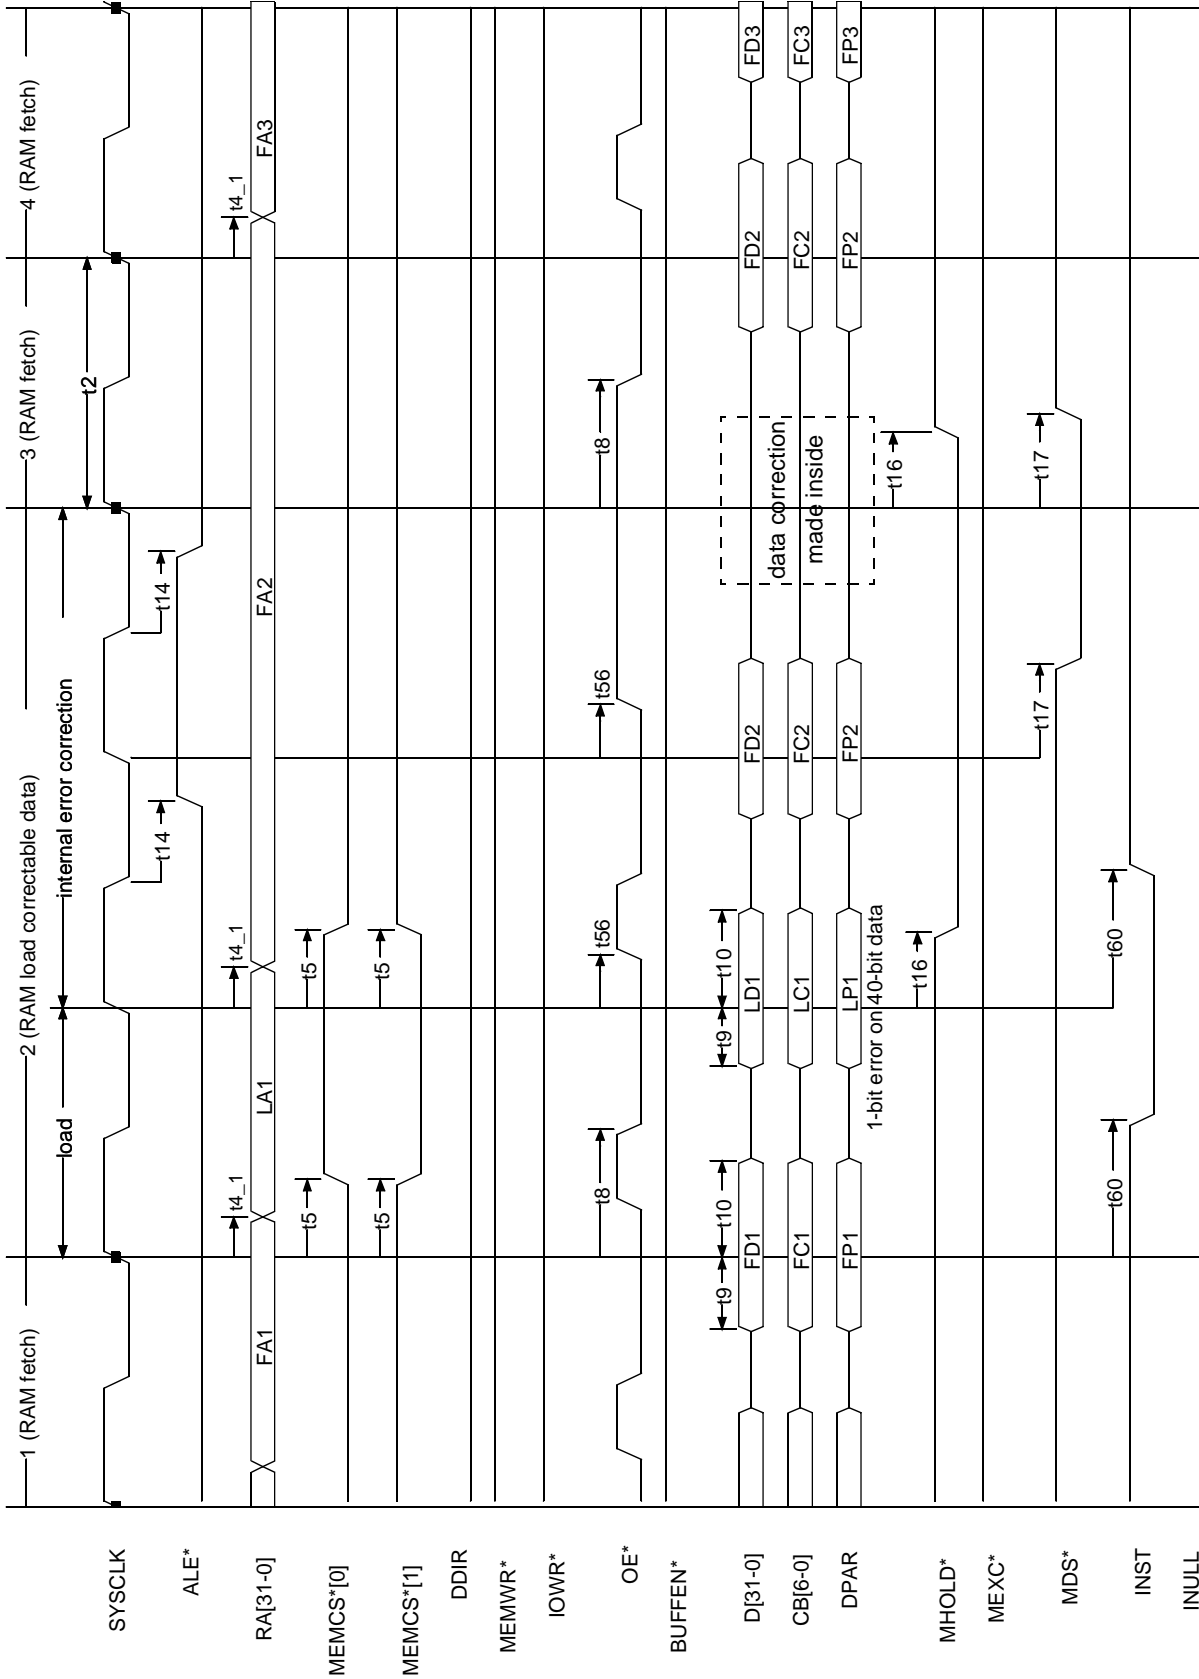 1 (RAM fetch)
2 (RAM load correctable data)
3 (RAM fetch)
4 (RAM fetch)
load
internal error correction
t2
SYSCLK
t14
t14
ALE*
t4_1
t4_1
t4_1
RA[31-0]
FA1
LA1
FA2
FA3
t5
t5
MEMCS*[0]
t5
t5
MEMCS*[1]
DDIR
MEMWR*
IOWR*
t8
t56
t56
t8
OE*
BUFFEN*
t9
t10
t9
t10
D[31-0]
FD1
LD1
FD2
FD2
FD3
CB[6-0]
FC1
LC1
FC2
FC2
FC3
DPAR
FP1
LP1
FP2
FP2
FP3
data correction
made inside
1-bit error on 40-bit data
t16
t16
MHOLD*
MEXC*
t17
t17
MDS*
t60
t60
INST
INULL